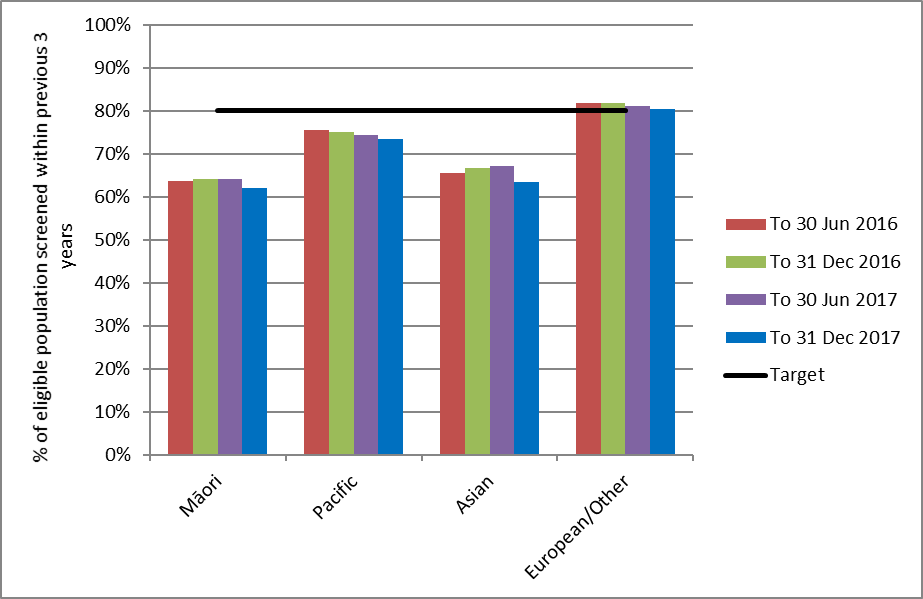 % of eligible population screened within previous 3
years
100%
90%
80%
70%
60%
50%
40%
30%
20%
10%
0%
Māori
Pacific
Asian
European/Other
To 30 Jun 2016
To 31 Dec 2016
To 30 Jun 2017
To 31 Dec 2017
Target